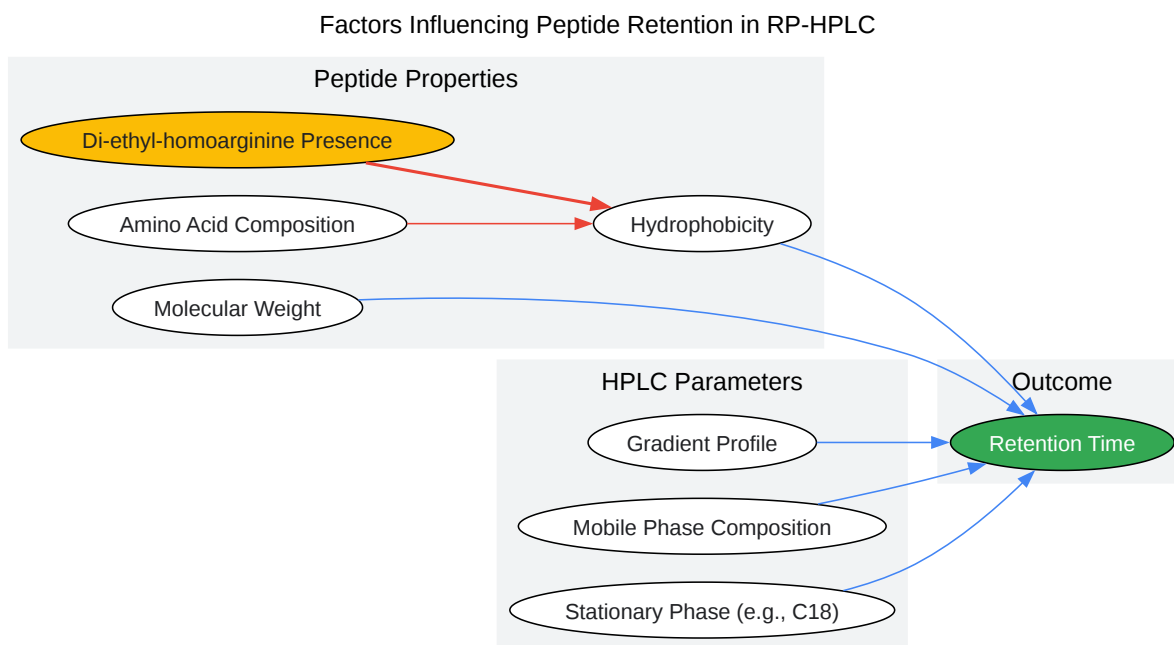 Factors Influencing Peptide Retention in RP-HPLC
Peptide Properties
Di-ethyl-homoarginine Presence
Amino Acid Composition
Hydrophobicity
Molecular Weight
HPLC Parameters
Outcome
Gradient Profile
Retention Time
Mobile Phase Composition
Stationary Phase (e.g., C18)